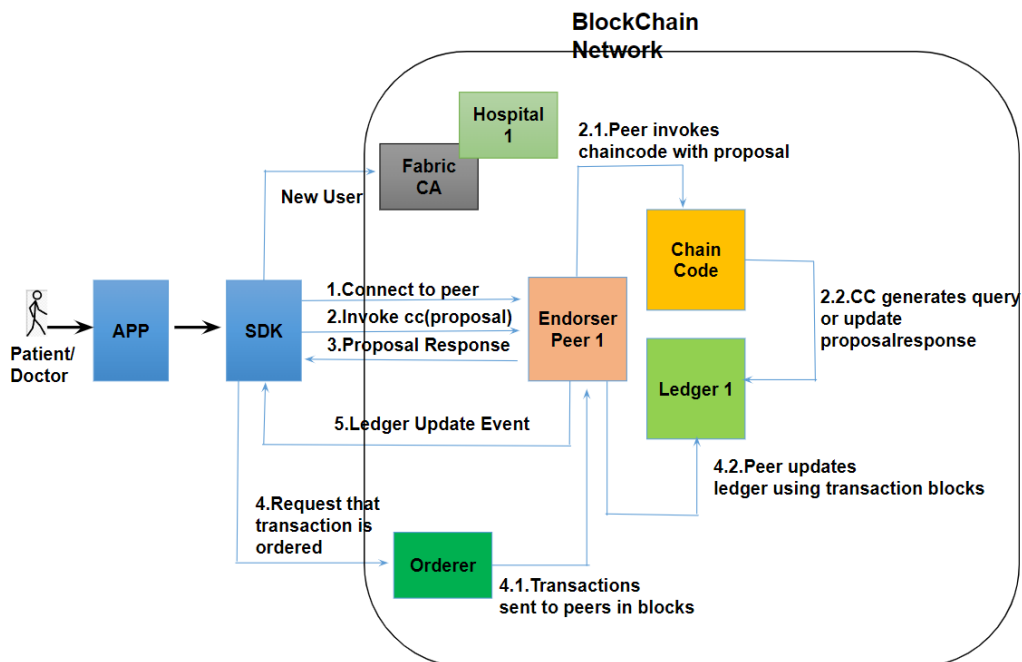 BlockChain
Network
Hospital
1
Fabric
CA
New User
2.1.Peer invokes
chaincode with proposal
Chain
Code
1.Connect to peer
2.Invoke cc(proposal)
3.Proposal Response
APP
SDK
Endorser
Peer 1
2.2.CC generates query
or update
proposalresponse
Patient/
Doctor
Ledger 1
5.Ledger Update Event
4.2.Peer updates
ledger using transaction blocks
4.Request that
transaction is
ordered
Orderer
4.1.Transactions
sent to peers in blocks